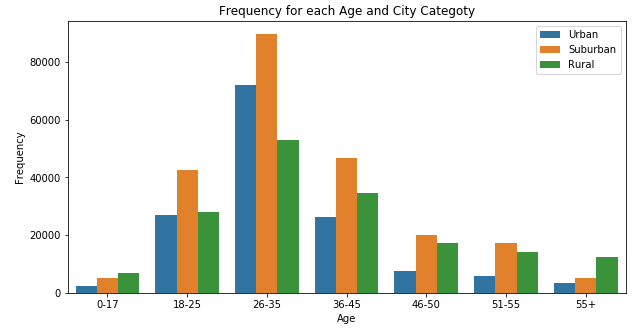 Frequency for each Age and City Categoty
Urban
Suburban
Rural
80000
60000
40000
20000
0
Frequency
0-17 18-25 26-35 36-45 46-50 51-55 55+
Age